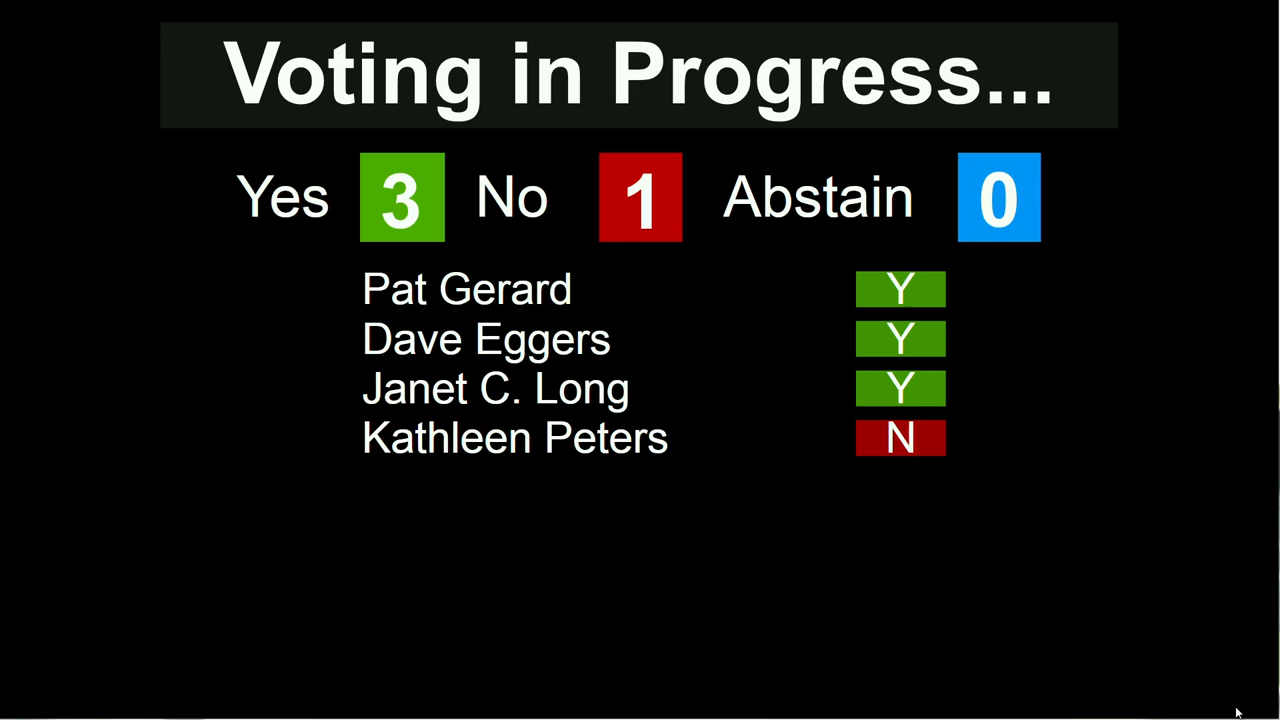 Voting in Progress...
Yes 3 No 1 Abstain 0
Pat Gerard Y
Dave Eggers Y
Janet C. Long Y
Kathleen Peters N